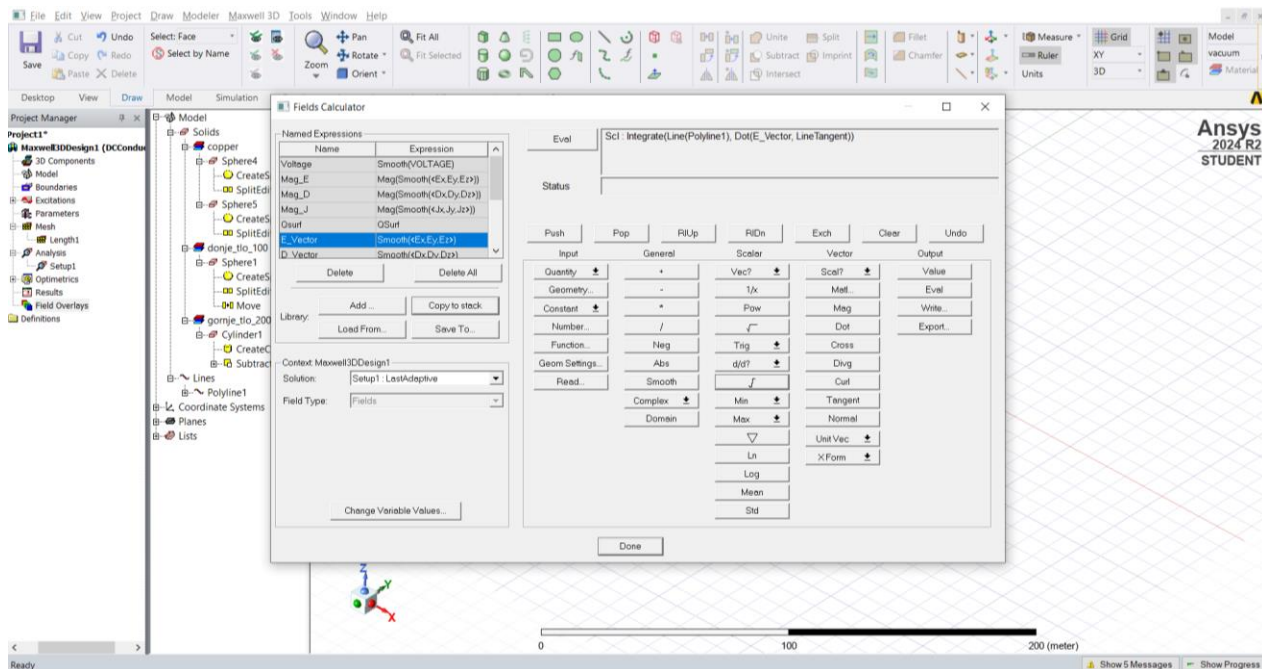 File Edit View Project Draw Modeler Maxwell 3D Tools Window Help
Save
Cut
Copy
Paste
Undo
Redo
Delete
Select: Face
Select by Name
Zoom
Pan
Rotate
Orient
Fit All
Fit Selected
Unite
Subtract
Intersect
Split
Imprint
Fillet
Chamfer
Measure
Ruler
Units
Grid
XY
3D
Model
vacuum
Material
Desktop View Draw Model Simulation
Project Manager
Project1*
Maxwell3DDesign1 (DCCondu
3D Components
Model
Boundaries
Excitations
Parameters
Mesh
Length1
Analysis
Setup1
Optimetrics
Results
Field Overlays
Definitions
Model
Solids
copper
Sphere4
CreateS
SplitEdi
Sphere5
CreateS
SplitEdi
donje_tlo_100
Sphere1
CreateS
SplitEdi
Move
gornje_tlo_200
Cylinder1
CreateC
Subtract
Lines
Polyline1
Coordinate Systems
Planes
Lists
Fields Calculator
Named Expressions
Name Expression
Voltage Smooth(VOLTAGE)
Mag_E Mag(Smooth(<Ex,Ey,Ez>))
Mag_D Mag(Smooth(<Dx,Dy,Dz>))
Mag_J Mag(Smooth(<Jx,Jy,Jz>))
Qsurf QSurf
E_Vector Smooth(<Ex,Ey,Ez>)
D_Vector Smooth(<Dx,Dy,Dz>)
Delete Delete All
Library:
Add ... Copy to stack
Load From... Save To...
Context: Maxwell3DDesign1
Solution: Setup1 : LastAdaptive
Field Type: Fields
Change Variable Values...
Eval
Scl : Integrate(Line(Polyline1), Dot(E_Vector, LineTangent))
Status
Push Pop RlUp RlDn Exch Clear Undo
Input General Scalar Vector Output
Quantity + Vec? Scal? Value
Geometry... - 1/x Matl... Eval
Constant * Pow Mag Write...
Number... / √ Dot Export...
Function... Neg Trig Cross
Geom Settings... Abs d/d? Divg
Read... Smooth ∫ Curl
Complex Min Tangent
Domain Max Normal
▽ Unit Vec
Ln XForm
Log
Mean
Std
Done
Ansys
2024 R2
STUDENT
Z
Y
X
0 100 200 (meter)
Ready
Show 5 Messages Show Progress